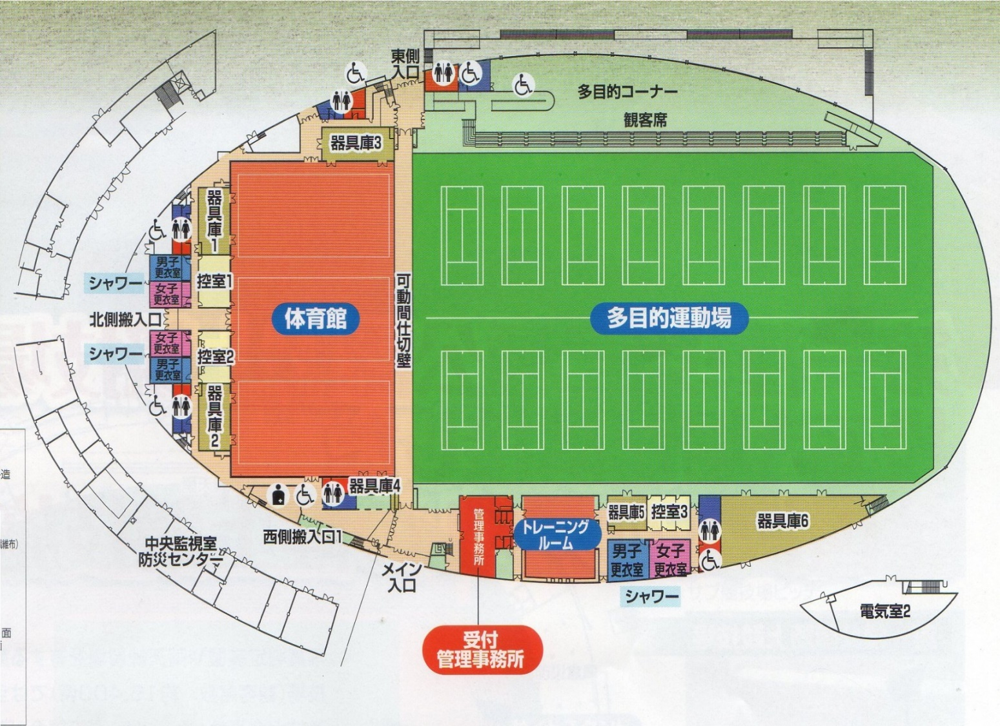 東側
入口
多目的コーナー
観客席
器具庫3
器具庫1
男子
更衣室
シャワー
女子
更衣室
控室1
北側搬入口
体育館
可動間仕切壁
多目的運動場
女子
更衣室
シャワー
男子
更衣室
控室2
器具庫2
器具庫4
西側搬入口1
中央監視室
防災センター
メイン
入口
管理事務所
トレーニング
ルーム
器具庫5
控室3
器具庫6
男子
更衣室
女子
更衣室
シャワー
電気室2
受付
管理事務所
造
面